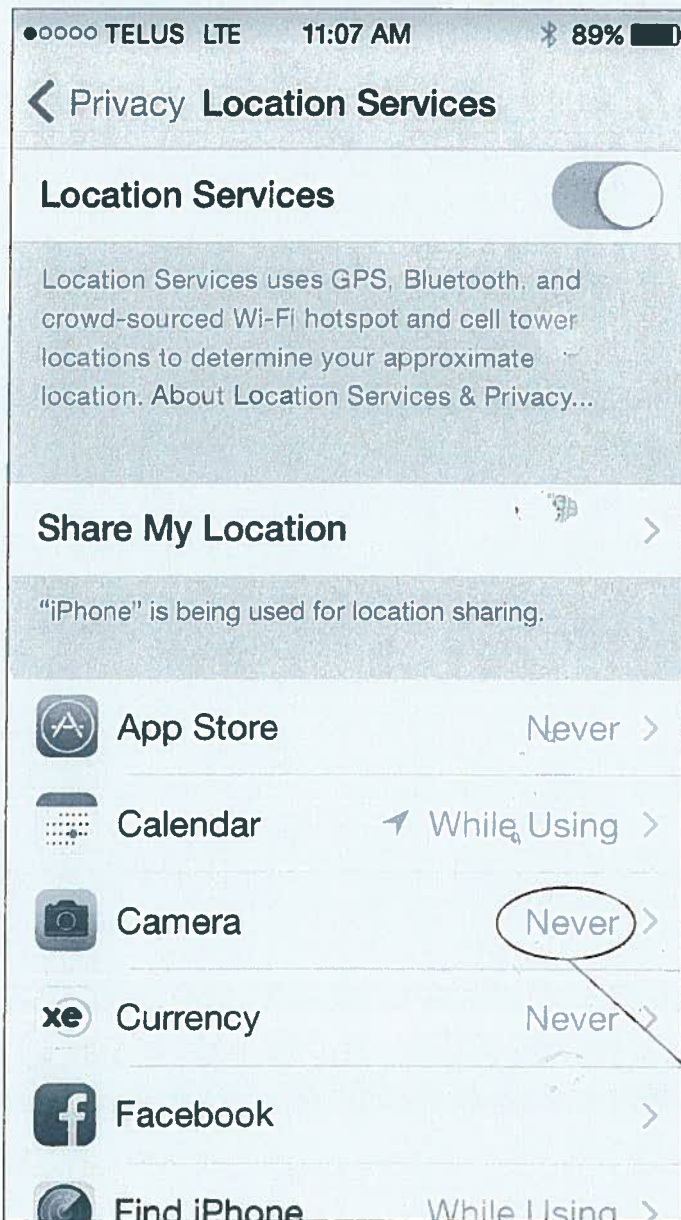 TELUS LTE 11:07 AM 89%
Privacy Location Services
Location Services
Location Services uses GPS, Bluetooth, and
crowd-sourced Wi-Fi hotspot and cell tower
locations to determine your approximate
location. About Location Services & Privacy...
Share My Location
“iPhone” is being used for location sharing.
App Store Never
Calendar While Using
Camera Never
xe Currency Never
f Facebook
Find iPhone While Using